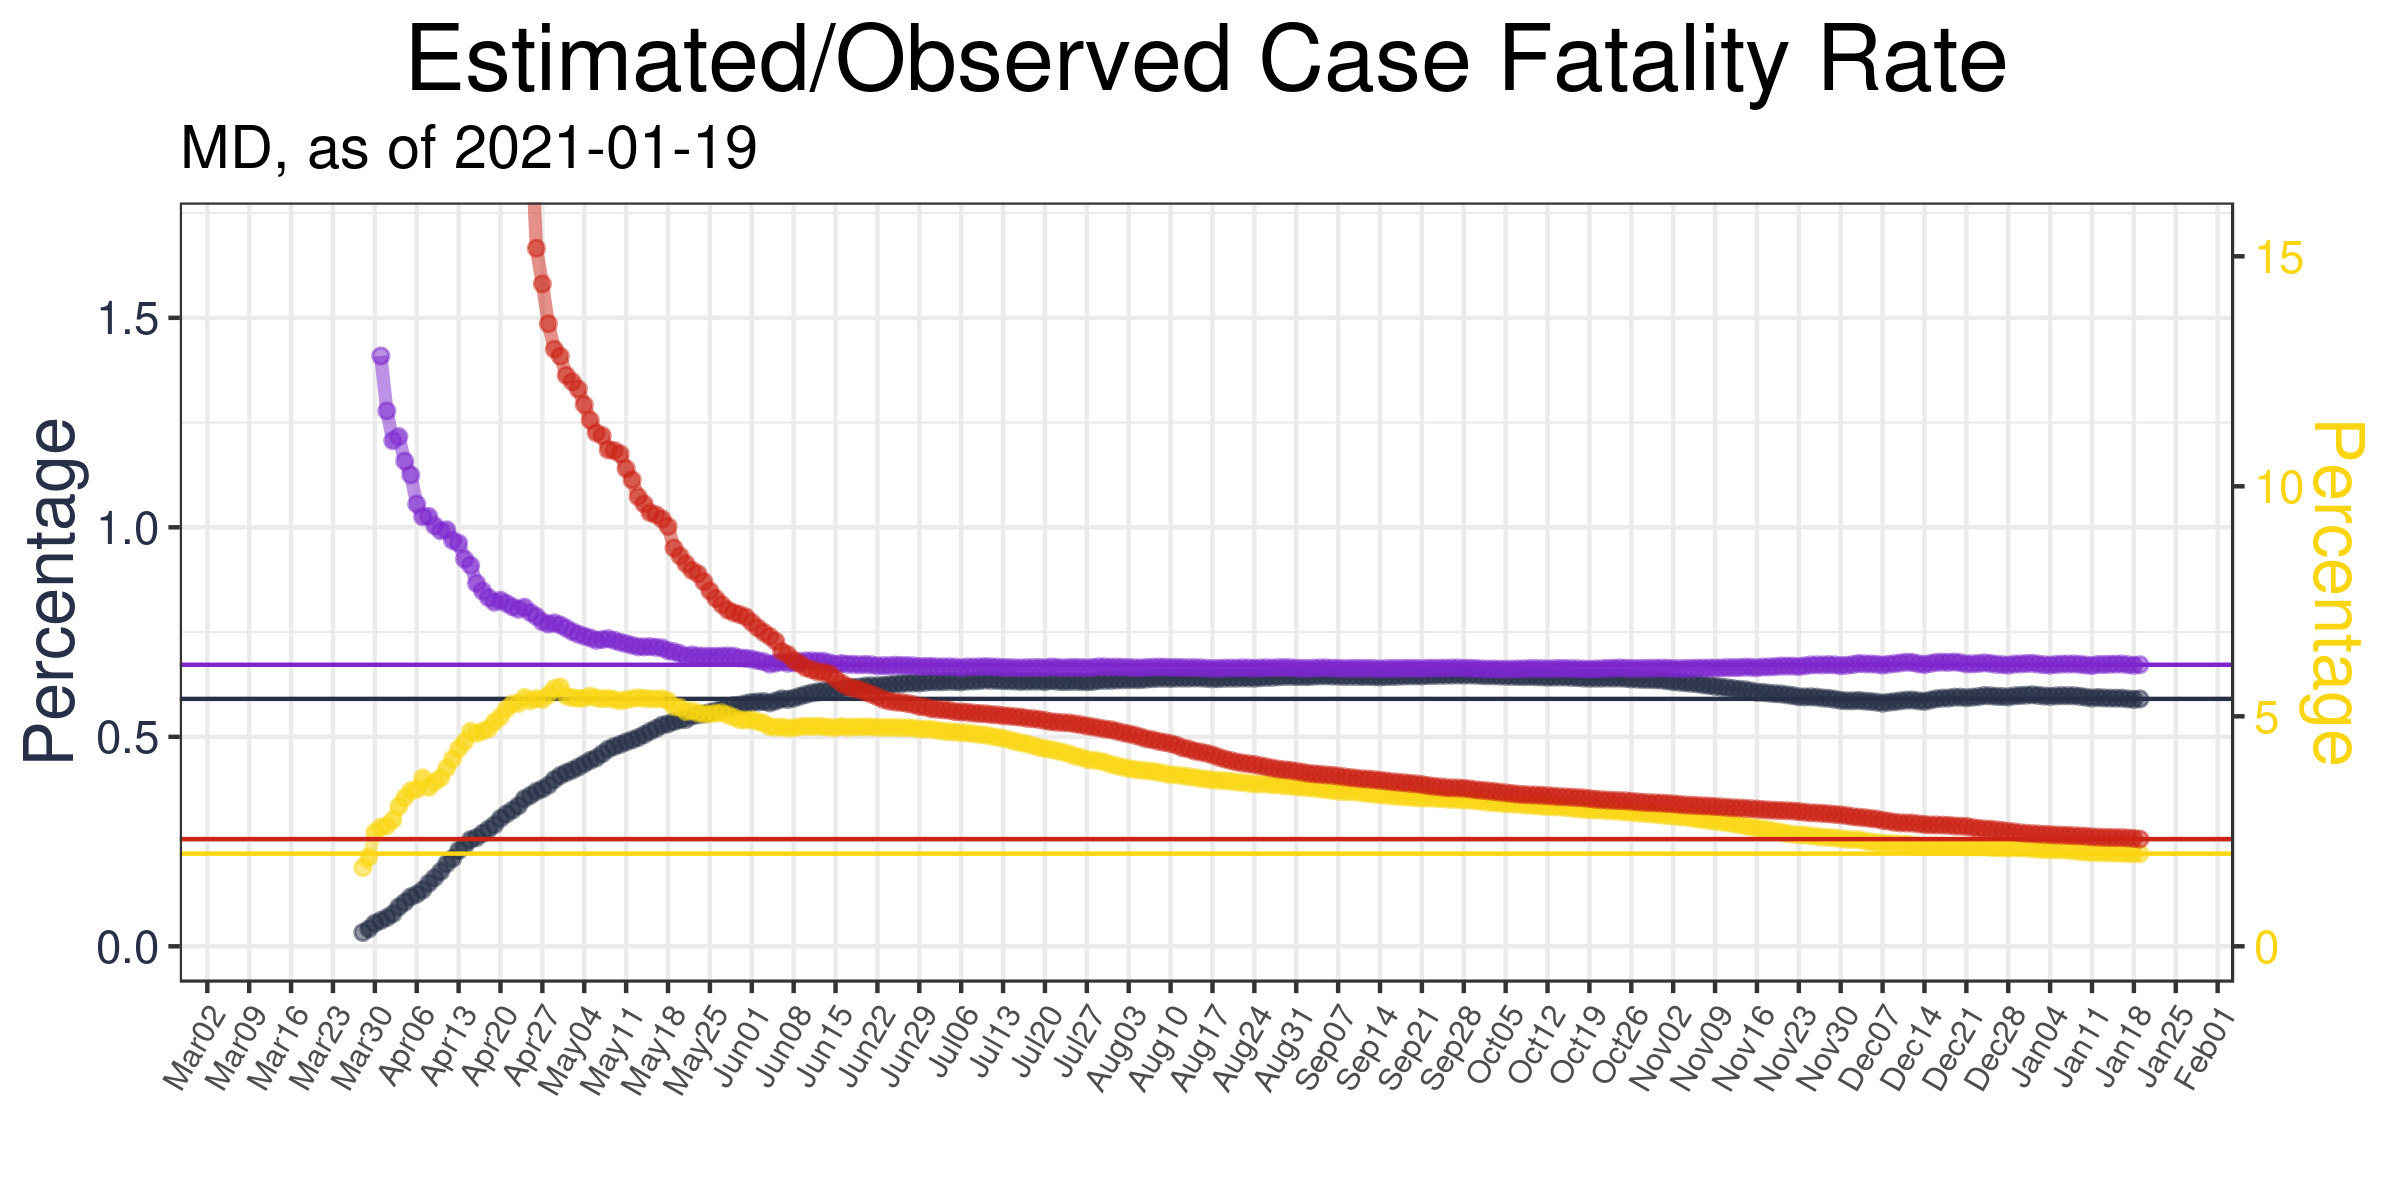 Estimated/Observed Case Fatality Rate
MD, as of 2021-01-19
Percentage
1.5
1.0
0.5
0.0
15
10
5
0
Percentage
Mar02
Mar09
Mar16
Mar23
Mar30
Apr06
Apr13
Apr20
Apr27
May04
May11
May18
May25
Jun01
Jun08
Jun15
Jun22
Jun29
Jul06
Jul13
Jul20
Jul27
Aug03
Aug10
Aug17
Aug24
Aug31
Sep07
Sep14
Sep21
Sep28
Oct05
Oct12
Oct19
Oct26
Nov02
Nov09
Nov16
Nov23
Nov30
Dec07
Dec14
Dec21
Dec28
Jan04
Jan11
Jan18
Jan25
Feb01